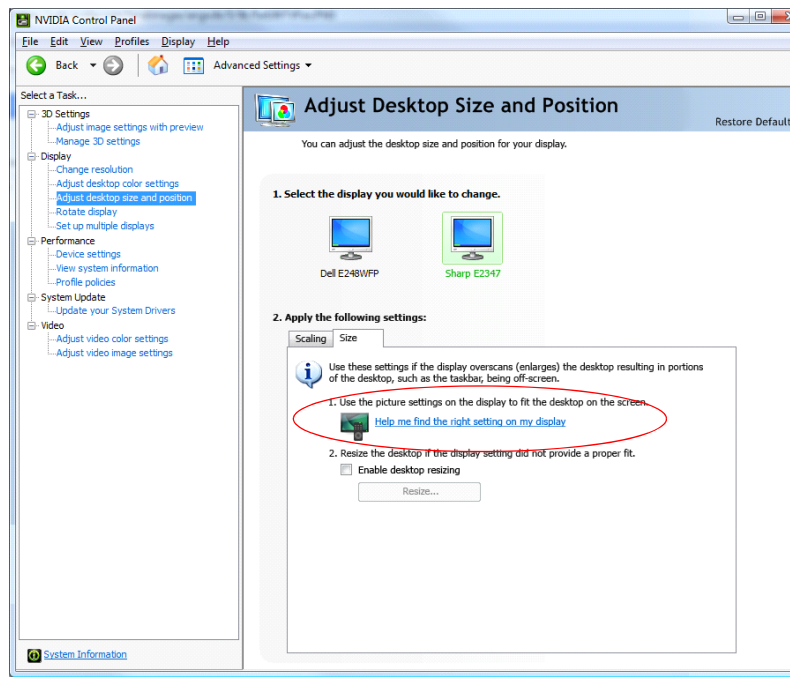 NVIDIA Control Panel
File Edit View Profiles Display Help
Back Advanced Settings
Select a Task...
3D Settings
Adjust image settings with preview
Manage 3D settings
Display
Change resolution
Adjust desktop color settings
Adjust desktop size and position
Rotate display
Set up multiple displays
Performance
Device settings
View system information
Profile policies
System Update
Update your System Drivers
Video
Adjust video color settings
Adjust video image settings
System Information
Adjust Desktop Size and Position
Restore Default
You can adjust the desktop size and position for your display.
1. Select the display you would like to change.
Dell E248WFP Sharp E2347
2. Apply the following settings:
Scaling Size
Use these settings if the display overscans (enlarges) the desktop resulting in portions
of the desktop, such as the taskbar, being off-screen.
1. Use the picture settings on the display to fit the desktop on the screen.
Help me find the right setting on my display
2. Resize the desktop if the display setting did not provide a proper fit.
Enable desktop resizing
Resize...